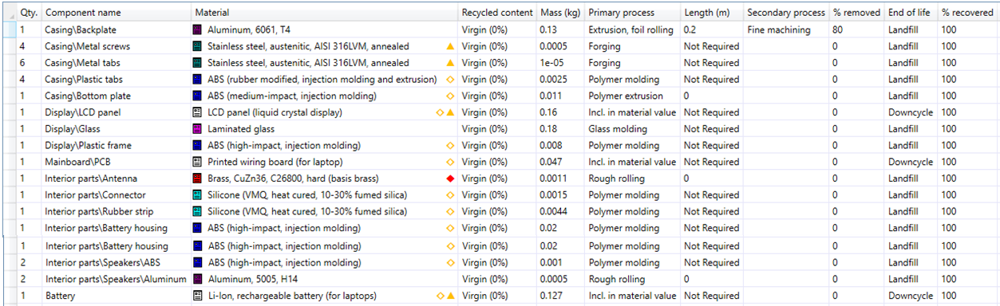 Qty. Component name Material Recycled content Mass (kg) Primary process Length (m) Secondary process % removed End of life % recovered
1 Casing\Backplate Aluminum, 6061, T4 Virgin (0%) 0.13 Extrusion, foil rolling 0.2 Fine machining 80 Landfill 100
4 Casing\Metal screws Stainless steel, austenitic, AISI 316LVM, annealed Virgin (0%) 0.0005 Forging Not Required 0 Landfill 100
6 Casing\Metal tabs Stainless steel, austenitic, AISI 316LVM, annealed Virgin (0%) 1e-05 Forging Not Required 0 Landfill 100
4 Casing\Plastic tabs ABS (rubber modified, injection molding and extrusion) Virgin (0%) 0.0025 Polymer molding Not Required 0 Landfill 100
1 Casing\Bottom plate ABS (medium-impact, injection molding) Virgin (0%) 0.011 Polymer extrusion 0 0 Landfill 100
1 Display\LCD panel LCD panel (liquid crystal display) Virgin (0%) 0.16 Incl. in material value Not Required 0 Downcycle 100
1 Display\Glass Laminated glass Virgin (0%) 0.18 Glass molding Not Required 0 Landfill 100
1 Display\Plastic frame ABS (high-impact, injection molding) Virgin (0%) 0.008 Polymer molding Not Required 0 Landfill 100
1 Mainboard\PCB Printed wiring board (for laptop) Virgin (0%) 0.047 Incl. in material value Not Required 0 Downcycle 100
1 Interior parts\Antenna Brass, CuZn36, C26800, hard (basis brass) Virgin (0%) 0.0011 Rough rolling 0 0 Landfill 100
1 Interior parts\Connector Silicone (VMQ, heat cured, 10-30% fumed silica) Virgin (0%) 0.0015 Polymer molding Not Required 0 Landfill 100
1 Interior parts\Rubber strip Silicone (VMQ, heat cured, 10-30% fumed silica) Virgin (0%) 0.0044 Polymer molding Not Required 0 Landfill 100
1 Interior parts\Battery housing ABS (high-impact, injection molding) Virgin (0%) 0.02 Polymer molding Not Required 0 Landfill 100
1 Interior parts\Battery housing ABS (high-impact, injection molding) Virgin (0%) 0.02 Polymer molding Not Required 0 Landfill 100
2 Interior parts\Speakers\ABS ABS (high-impact, injection molding) Virgin (0%) 0.001 Polymer molding Not Required 0 Landfill 100
2 Interior parts\Speakers\Aluminum Aluminum, 5005, H14 Virgin (0%) 0.0005 Rough rolling 0 0 Landfill 100
1 Battery Li-Ion, rechargeable battery (for laptops) Virgin (0%) 0.127 Incl. in material value Not Required 0 Downcycle 100